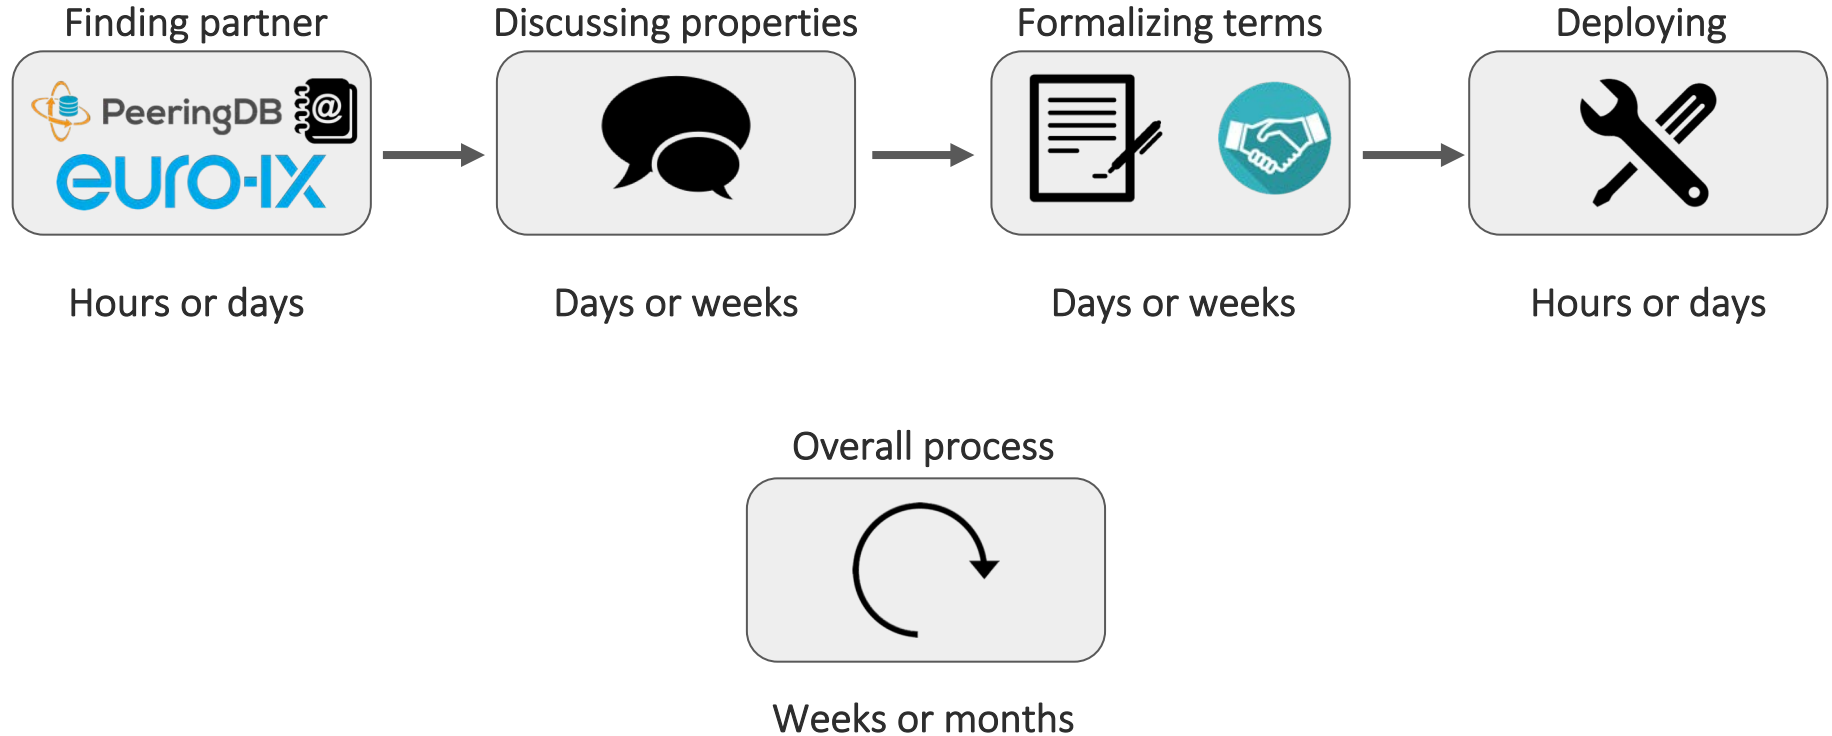 Finding partner
Discussing properties
Formalizing terms
Deploying
PeeringDB
@
euro-IX
Hours or days
Days or weeks
Days or weeks
Hours or days
Overall process
Weeks or months